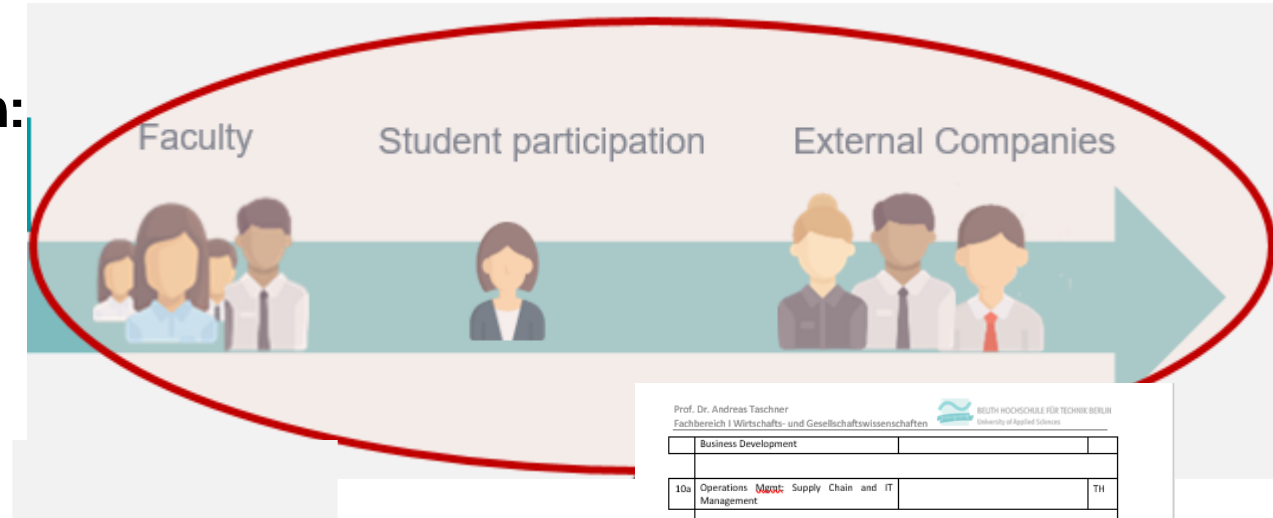 :
Faculty
Student participation
External Companies
Prof. Dr. Andreas Taschner
Fachbereich I Wirtschafts- und Gesellschaftswissenschaften
BEUTH HOCHSCHULE FÜR TECHNIK BERLIN
University of Applied Sciences
Business Development
10a Operations Mgmt: Supply Chain and IT TH
Management